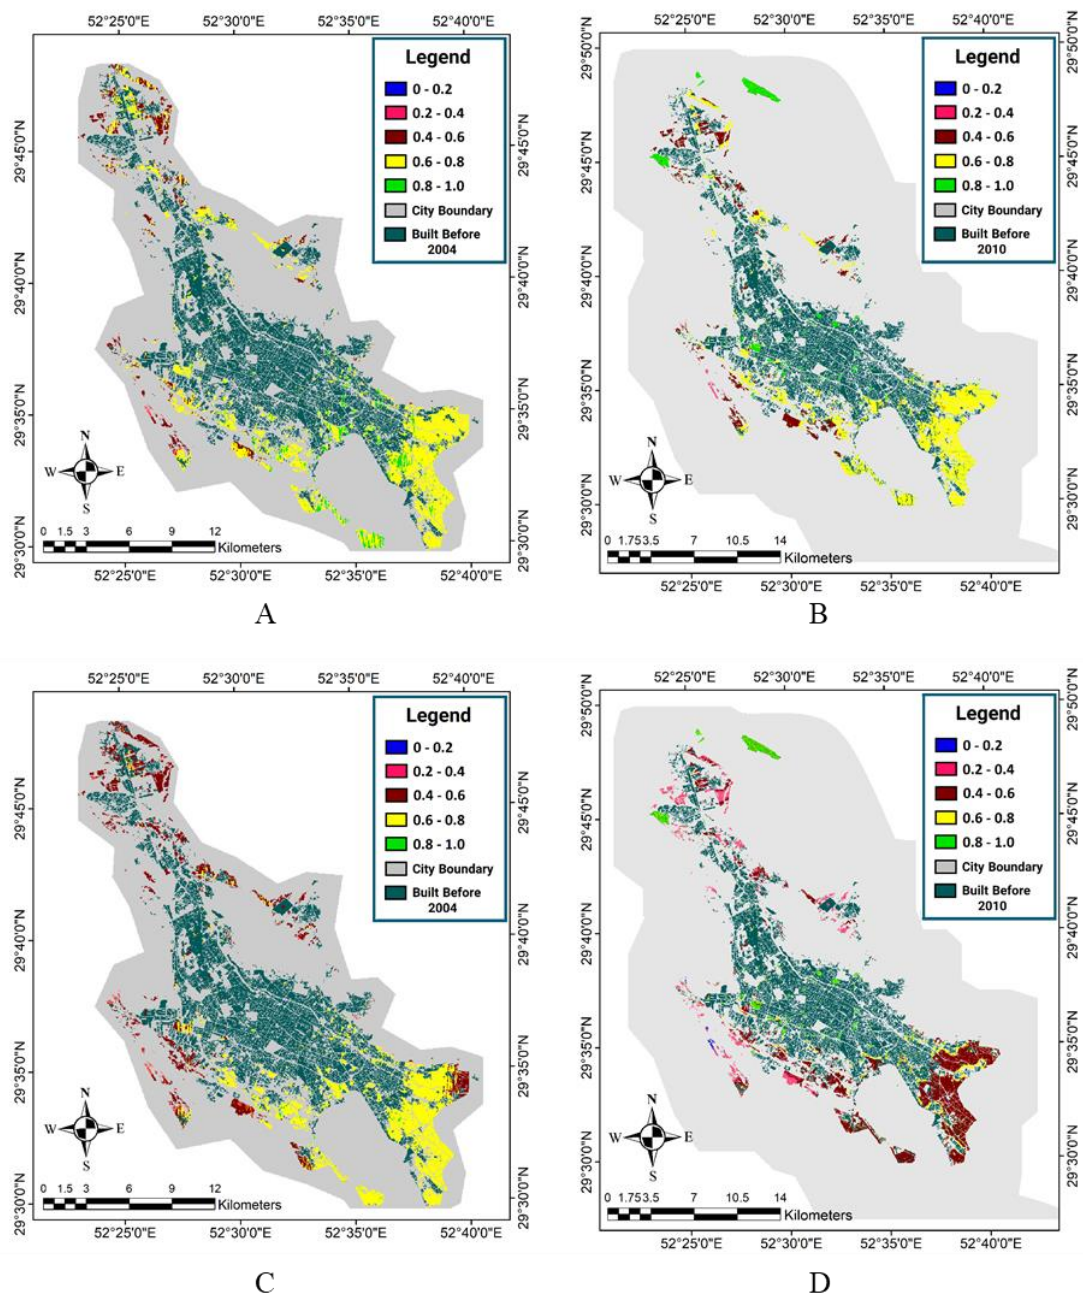 52°25'0"E 52°30'0"E 52°35'0"E 52°40'0"E
29°45'0"N 29°40'0"N 29°35'0"N 29°30'0"N
Legend
0 - 0.2
0.2 - 0.4
0.4 - 0.6
0.6 - 0.8
0.8 - 1.0
City Boundary
Built Before
2004
29°45'0"N 29°40'0"N 29°35'0"N 29°30'0"N
N
W E
S
0 1.5 3 6 9 12
Kilometers
52°25'0"E 52°30'0"E 52°35'0"E 52°40'0"E
A
52°25'0"E 52°30'0"E 52°35'0"E 52°40'0"E
29°50'0"N 29°45'0"N 29°40'0"N 29°35'0"N 29°30'0"N
Legend
0 - 0.2
0.2 - 0.4
0.4 - 0.6
0.6 - 0.8
0.8 - 1.0
City Boundary
Built Before
2010
29°50'0"N 29°45'0"N 29°40'0"N 29°35'0"N 29°30'0"N
N
W E
S
0 1.75 3.5 7 10.5 14
Kilometers
52°25'0"E 52°30'0"E 52°35'0"E 52°40'0"E
B
52°25'0"E 52°30'0"E 52°35'0"E 52°40'0"E
29°45'0"N 29°40'0"N 29°35'0"N 29°30'0"N
Legend
0 - 0.2
0.2 - 0.4
0.4 - 0.6
0.6 - 0.8
0.8 - 1.0
City Boundary
Built Before
2004
29°45'0"N 29°40'0"N 29°35'0"N 29°30'0"N
N
W E
S
0 1.5 3 6 9 12
Kilometers
52°25'0"E 52°30'0"E 52°35'0"E 52°40'0"E
C
52°25'0"E 52°30'0"E 52°35'0"E 52°40'0"E
29°50'0"N 29°45'0"N 29°40'0"N 29°35'0"N 29°30'0"N
Legend
0 - 0.2
0.2 - 0.4
0.4 - 0.6
0.6 - 0.8
0.8 - 1.0
City Boundary
Built Before
2010
29°50'0"N 29°45'0"N 29°40'0"N 29°35'0"N 29°30'0"N
N
W E
S
0 1.75 3.5 7 10.5 14
Kilometers
52°25'0"E 52°30'0"E 52°35'0"E 52°40'0"E
D